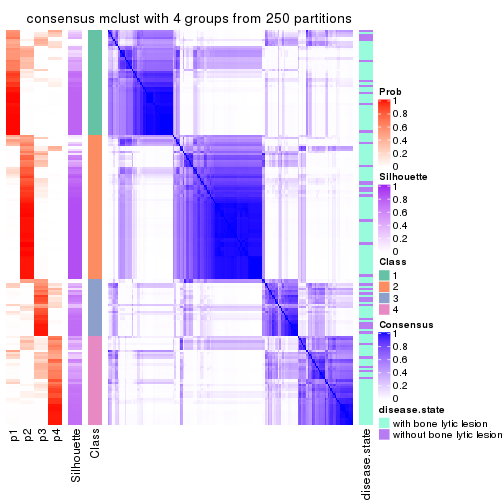 consensus mclust with 4 groups from 250 partitions
p1
p2
p3
p4
Silhouette
Class
disease.state
Prob
1
0.8
0.6
0.4
0.2
0
Silhouette
1
0.8
0.6
0.4
0.2
0
Class
1
2
3
4
Consensus
1
0.8
0.6
0.4
0.2
0
disease.state
with bone lytic lesion
without bone lytic lesion